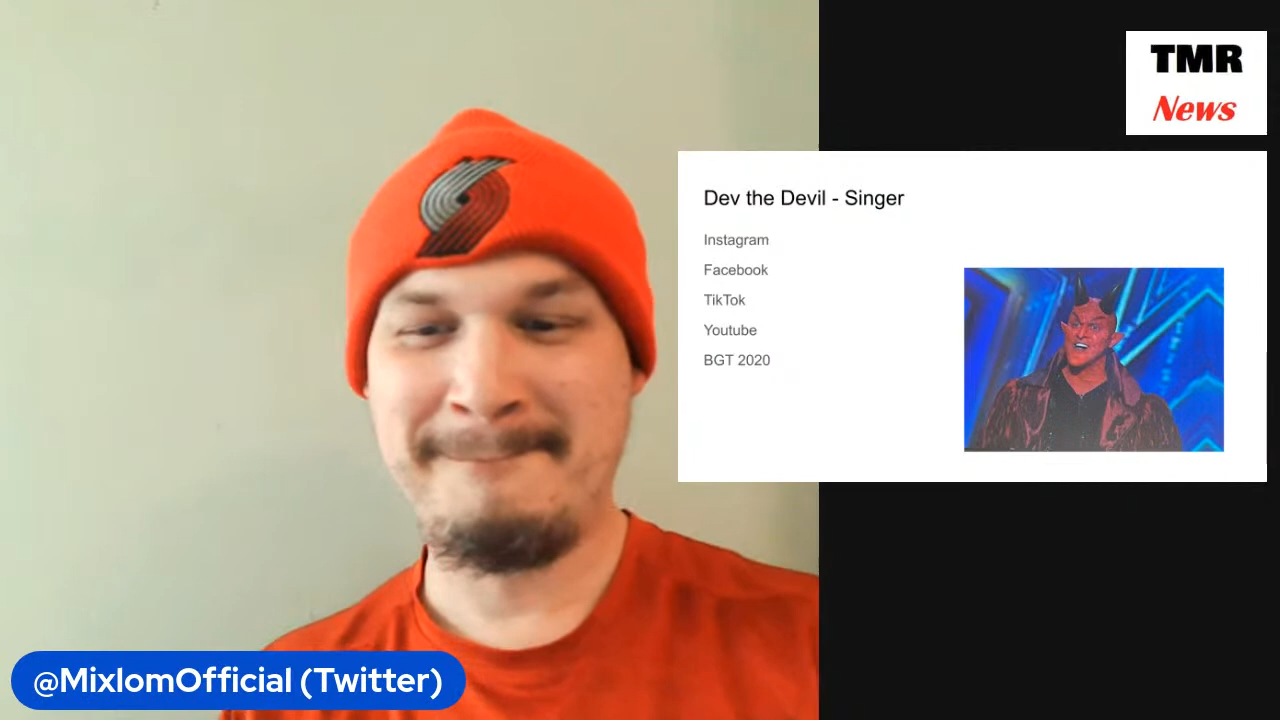 TMR
News
Dev the Devil - Singer
Instagram
Facebook
TikTok
Youtube
BGT 2020
@MixlomOfficial (Twitter)